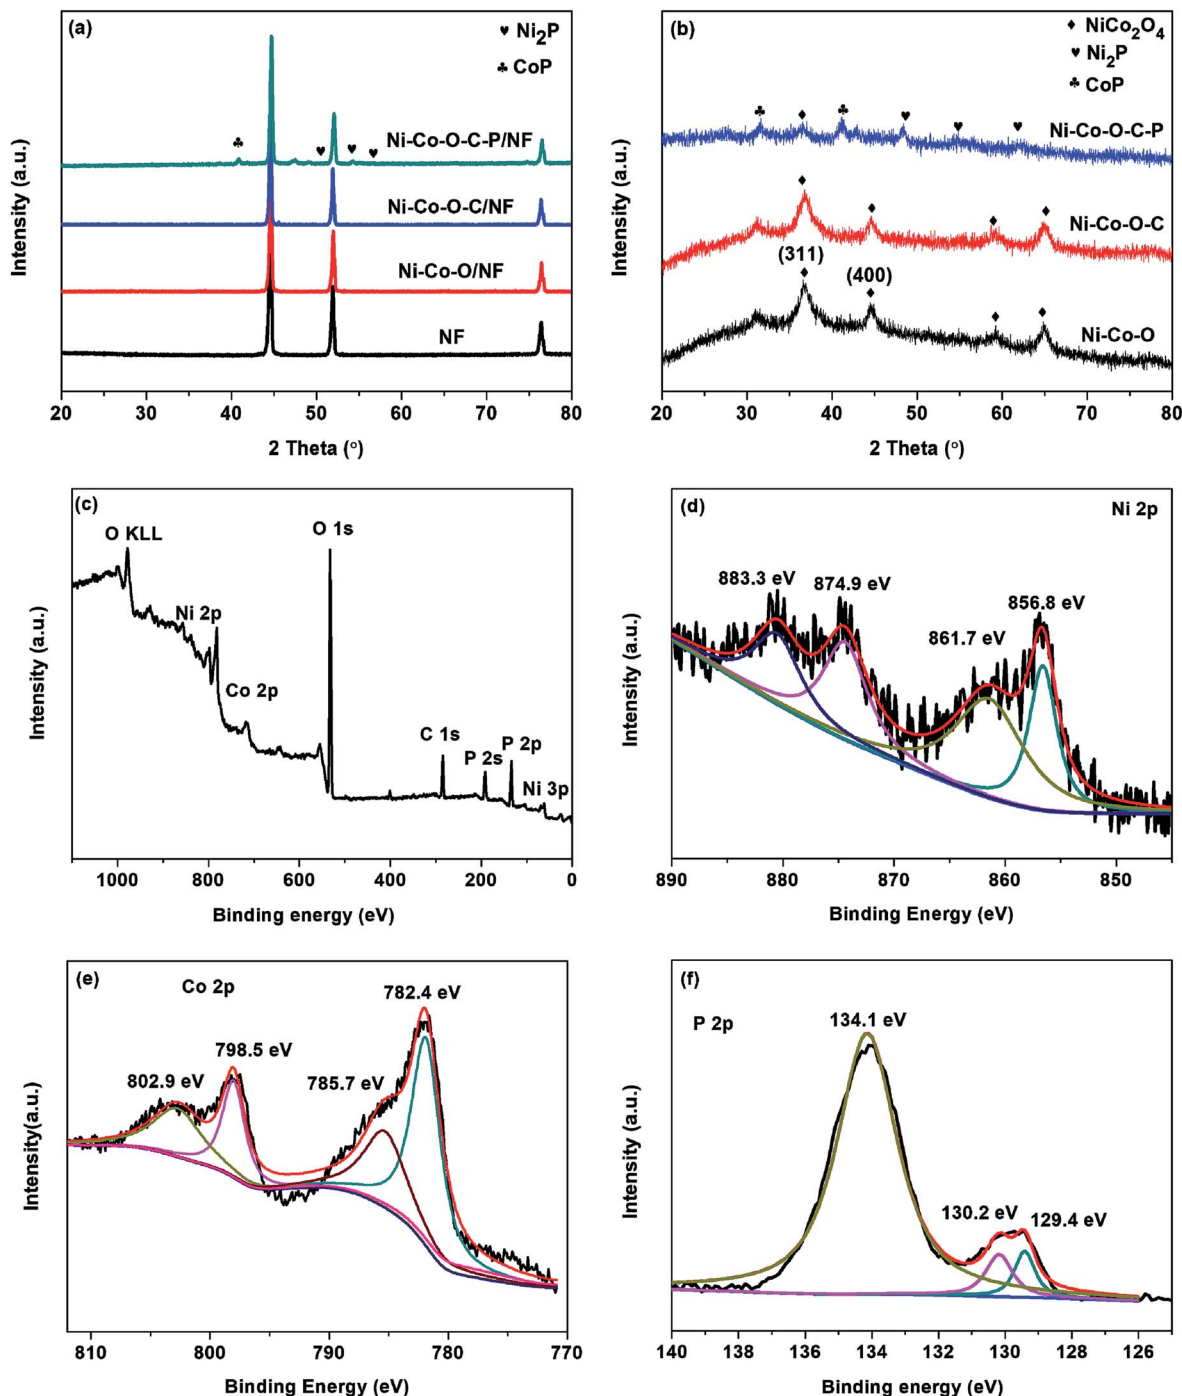 (a)
♥ Ni2P
♣ CoP
Ni-Co-O-C-P/NF
Ni-Co-O-C/NF
Ni-Co-O/NF
NF
Intensity (a.u.)
20 30 40 50 60 70 80
2 Theta (°)
(b)
♦ NiCo2O4
♥ Ni2P
♣ CoP
Ni-Co-O-C-P
Ni-Co-O-C
(311)
(400)
Ni-Co-O
Intensity (a.u.)
20 30 40 50 60 70 80
2 Theta (°)
(c)
O KLL
O 1s
Ni 2p
Co 2p
C 1s
P 2s
P 2p
Ni 3p
Intensity (a.u.)
1000 800 600 400 200 0
Binding energy (eV)
(d)
Ni 2p
883.3 eV
874.9 eV
861.7 eV
856.8 eV
Intensity (a.u.)
890 880 870 860 850
Binding Energy (eV)
(e)
Co 2p
782.4 eV
798.5 eV
802.9 eV
785.7 eV
Intensity(a.u.)
810 800 790 780 770
Binding Energy (eV)
(f)
P 2p
134.1 eV
130.2 eV
129.4 eV
Intensity (a.u.)
140 138 136 134 132 130 128 126
Binding energy (eV)